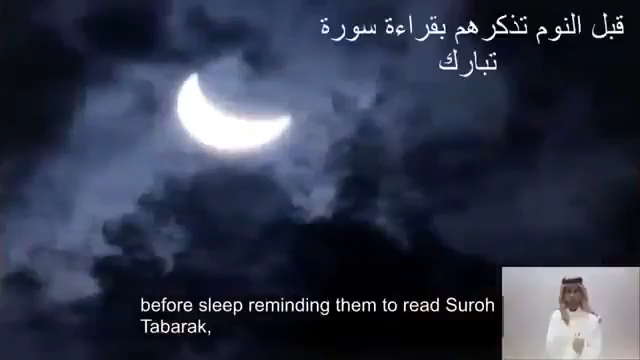 قبل النوم تذكرهم بقراءة سورة
تبارك
before sleep reminding them to read Suroh
Tabarak,